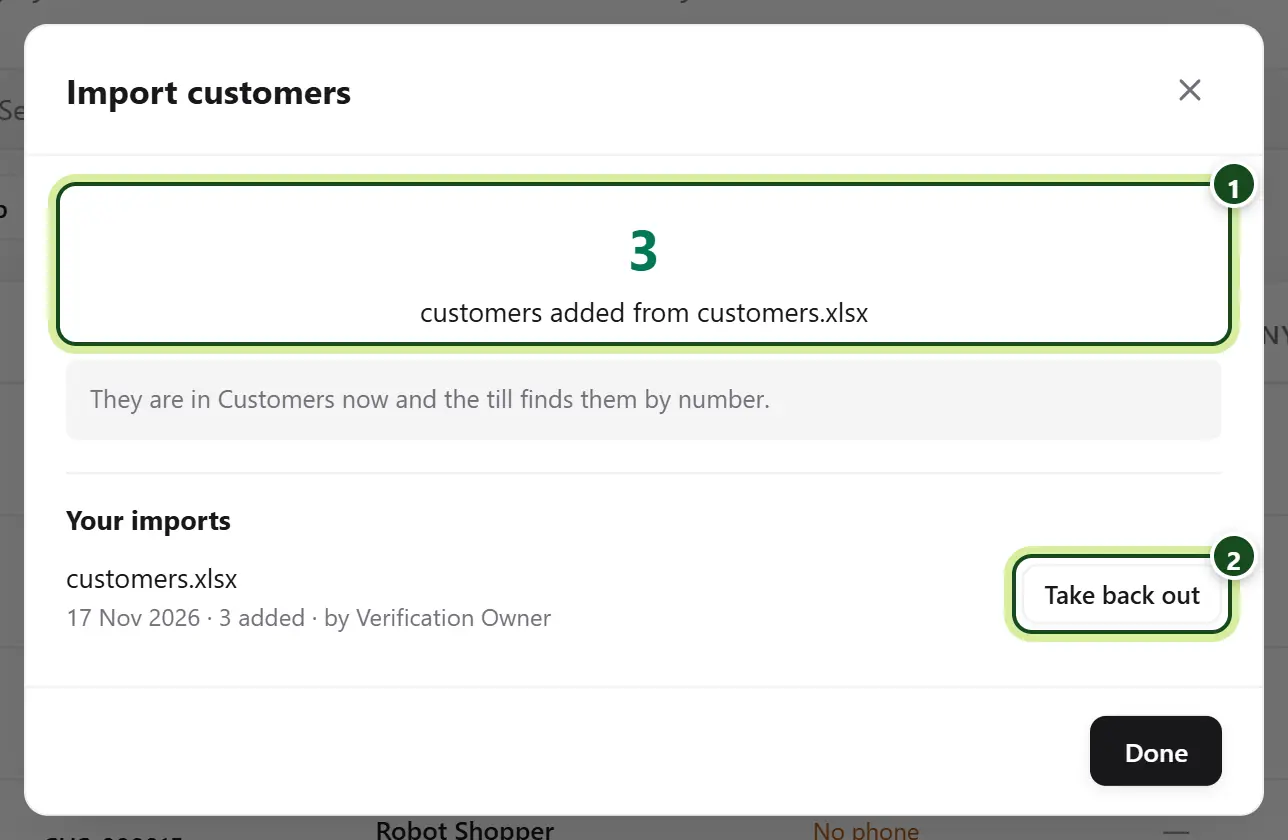 Import customers
1
3
customers added from customers.xlsx
They are in Customers now and the till finds them by number.
Your imports
customers.xlsx
17 Nov 2026 · 3 added · by Verification Owner
2
Take back out
Done
Robot Shopper
No phone